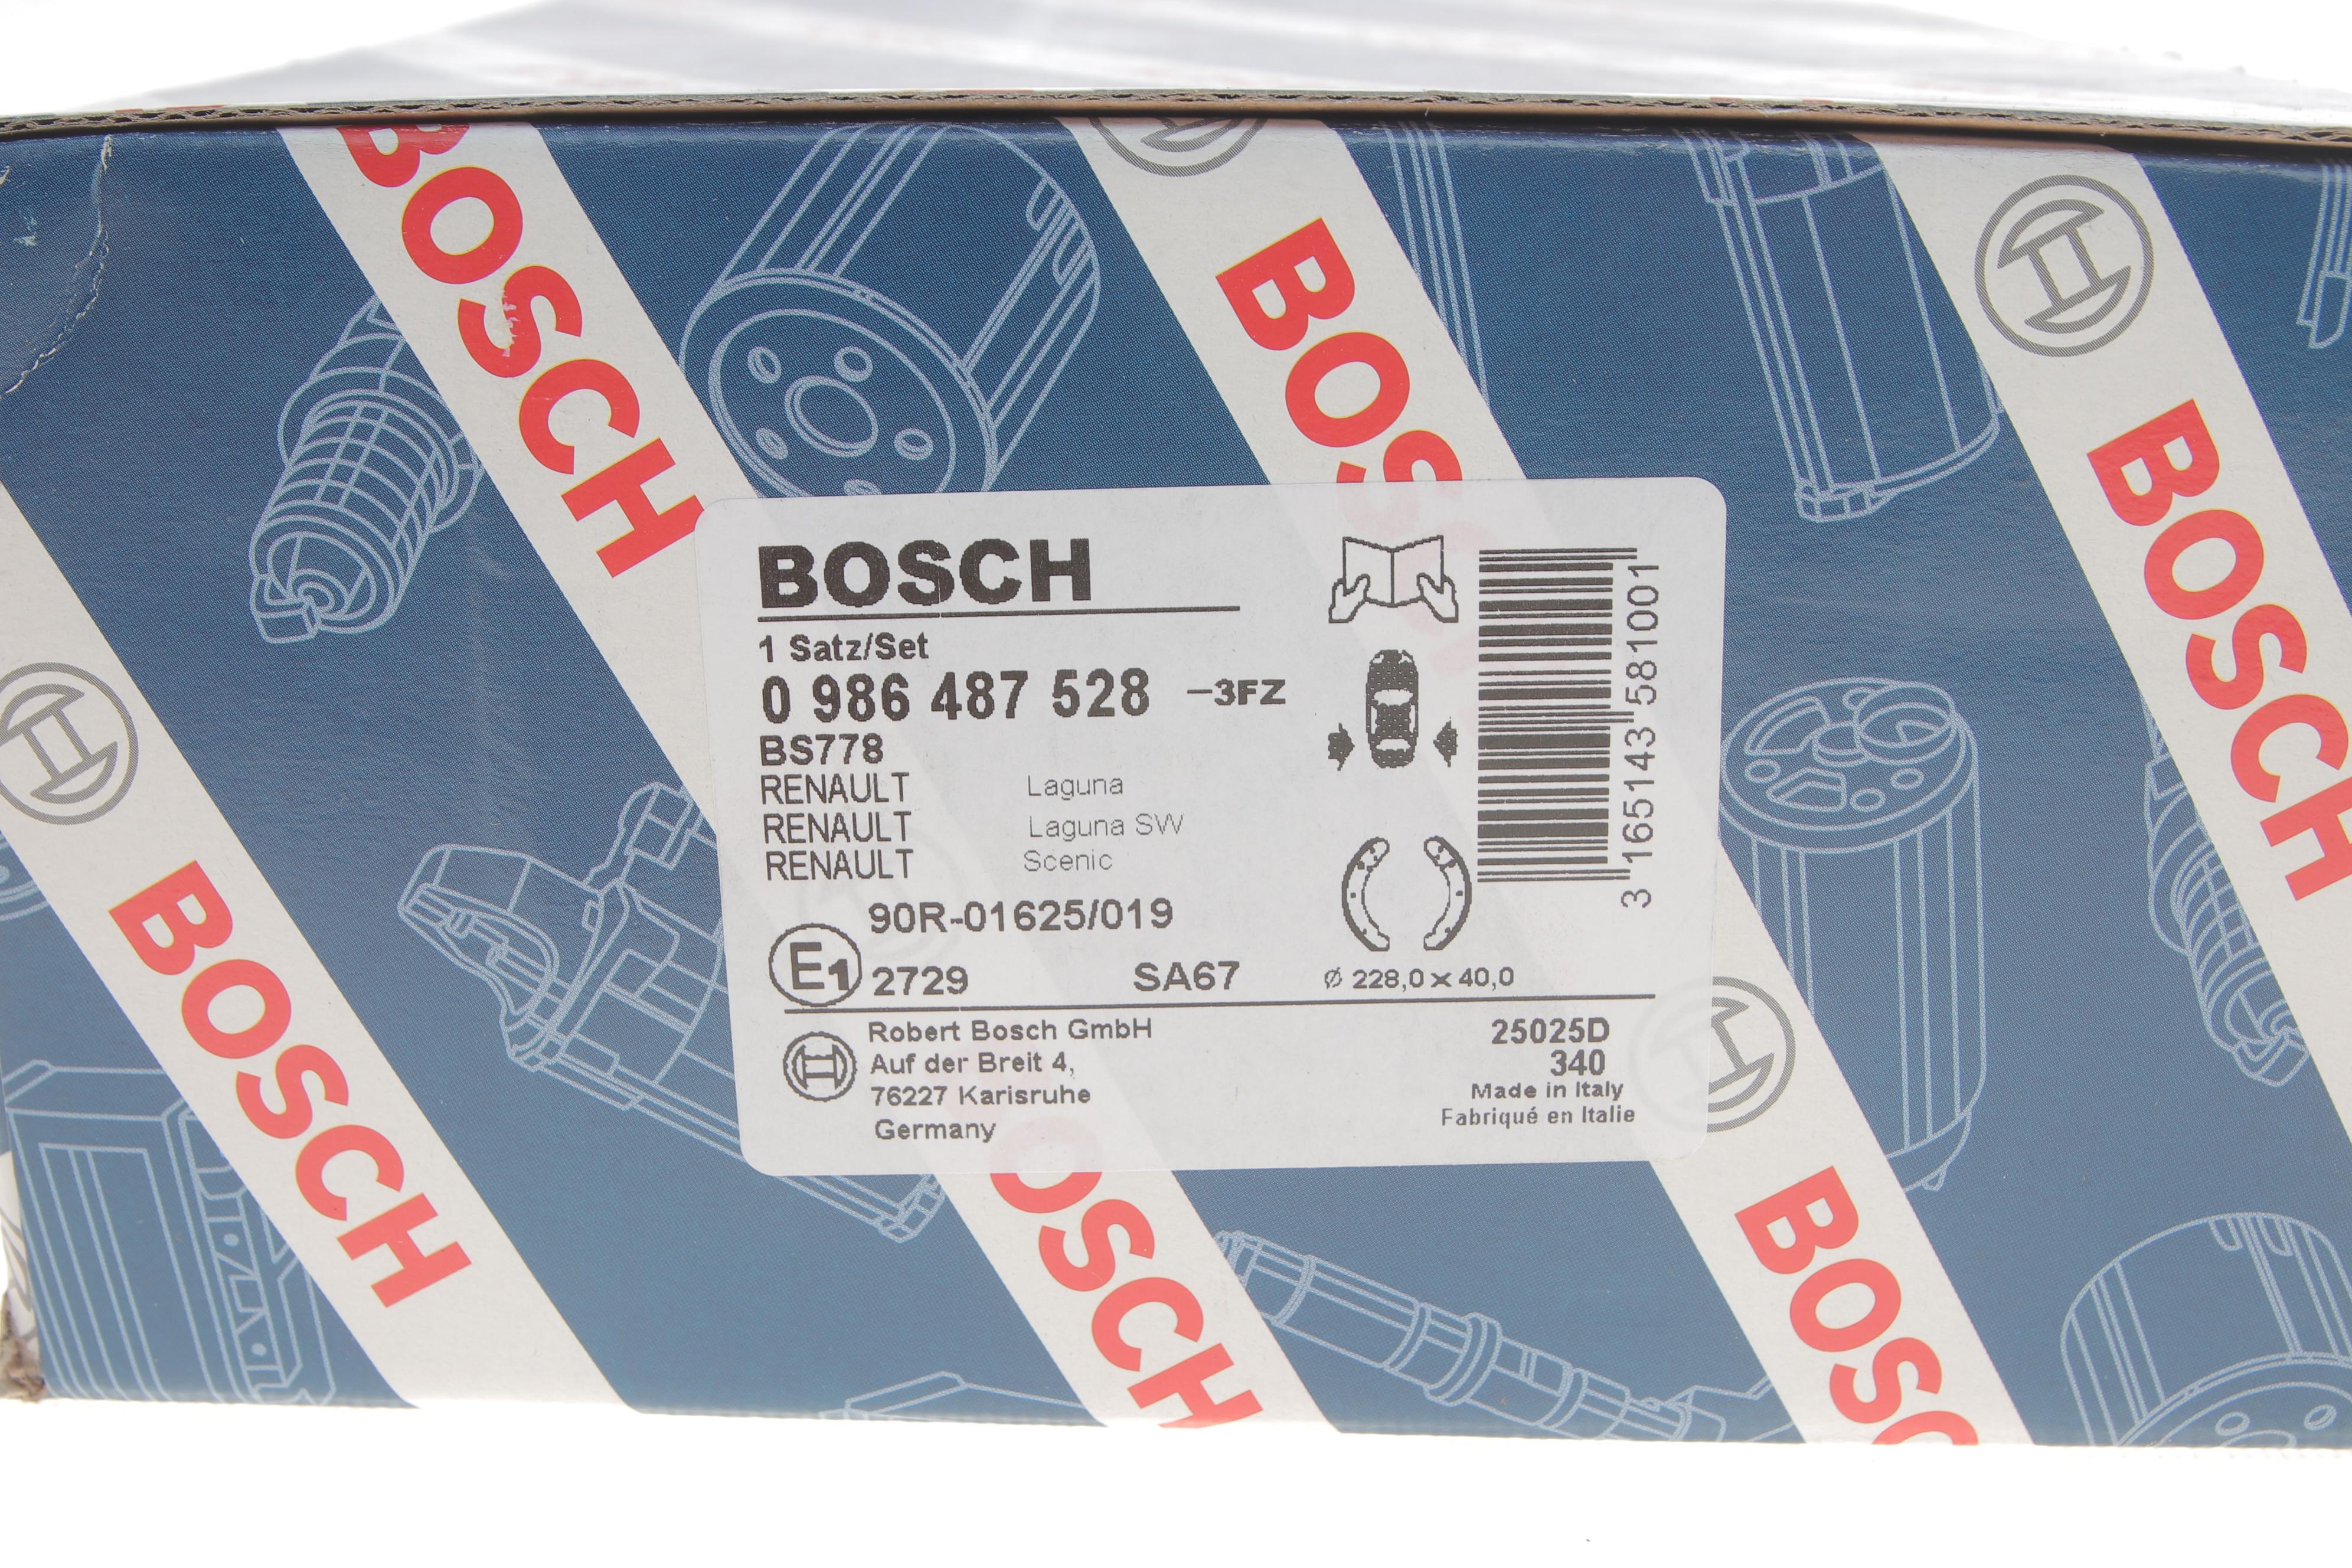 BOSCH
BOSCH
BOSCH
BOSCH
BOSCH
1 Satz/Set
0 986 487 528 -3FZ
BS778
RENAULT Laguna
RENAULT Laguna SW
RENAULT Scenic
90R-01625/019
E1 2729 SA67 Ø 228,0 x 40,0
3 165143 581001
Robert Bosch GmbH
Auf der Breit 4,
76227 Karlsruhe
Germany
25025D
340
Made in Italy
Fabriqué en Italie
BOSCH
OSCH
BOSC